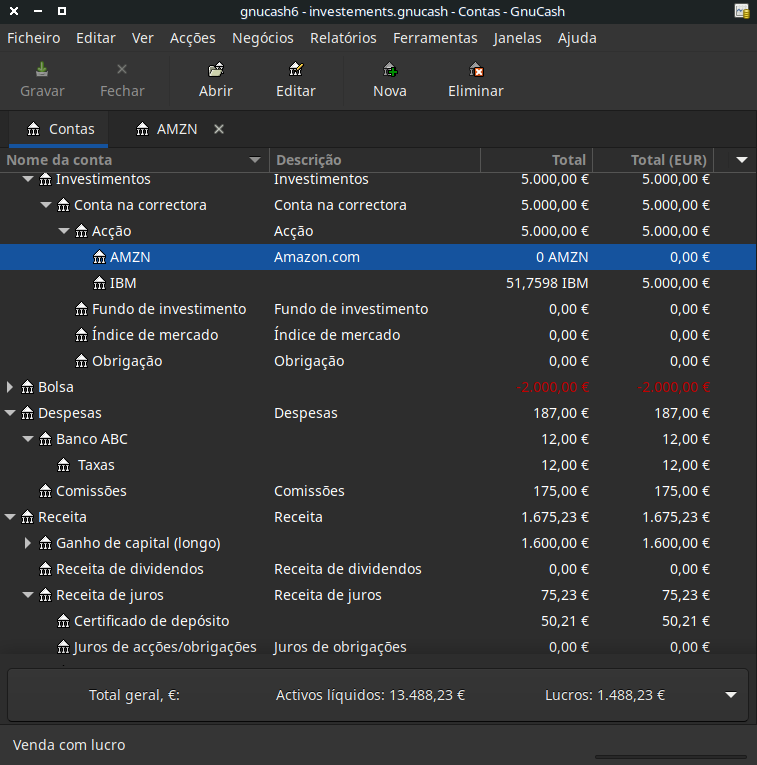 gnucash6 - investements.gnucash - Contas - GnuCash
Ficheiro Editar Ver Acções Negócios Relatórios Ferramentas Janelas Ajuda
Gravar Fechar Abrir Editar Nova Eliminar
Contas AMZN
Nome da conta Descrição Total Total (EUR)
Investimentos Investimentos 5.000,00 € 5.000,00 €
Conta na correctora Conta na correctora 5.000,00 € 5.000,00 €
Acção Acção 5.000,00 € 5.000,00 €
AMZN Amazon.com 0 AMZN 0,00 €
IBM 51,7598 IBM 5.000,00 €
Fundo de investimento Fundo de investimento 0,00 € 0,00 €
Índice de mercado Índice de mercado 0,00 € 0,00 €
Obrigação Obrigação 0,00 € 0,00 €
Bolsa -2.000,00 € -2.000,00 €
Despesas Despesas 187,00 € 187,00 €
Banco ABC 12,00 € 12,00 €
Taxas 12,00 € 12,00 €
Comissões Comissões 175,00 € 175,00 €
Receita Receita 1.675,23 € 1.675,23 €
Ganho de capital (longo) 1.600,00 € 1.600,00 €
Receita de dividendos Receita de dividendos 0,00 € 0,00 €
Receita de juros Receita de juros 75,23 € 75,23 €
Certificado de depósito 50,21 € 50,21 €
Juros de acções/obrigações Juros de obrigações 0,00 € 0,00 €
Total geral, €: Activos líquidos: 13.488,23 € Lucros: 1.488,23 €
Venda com lucro